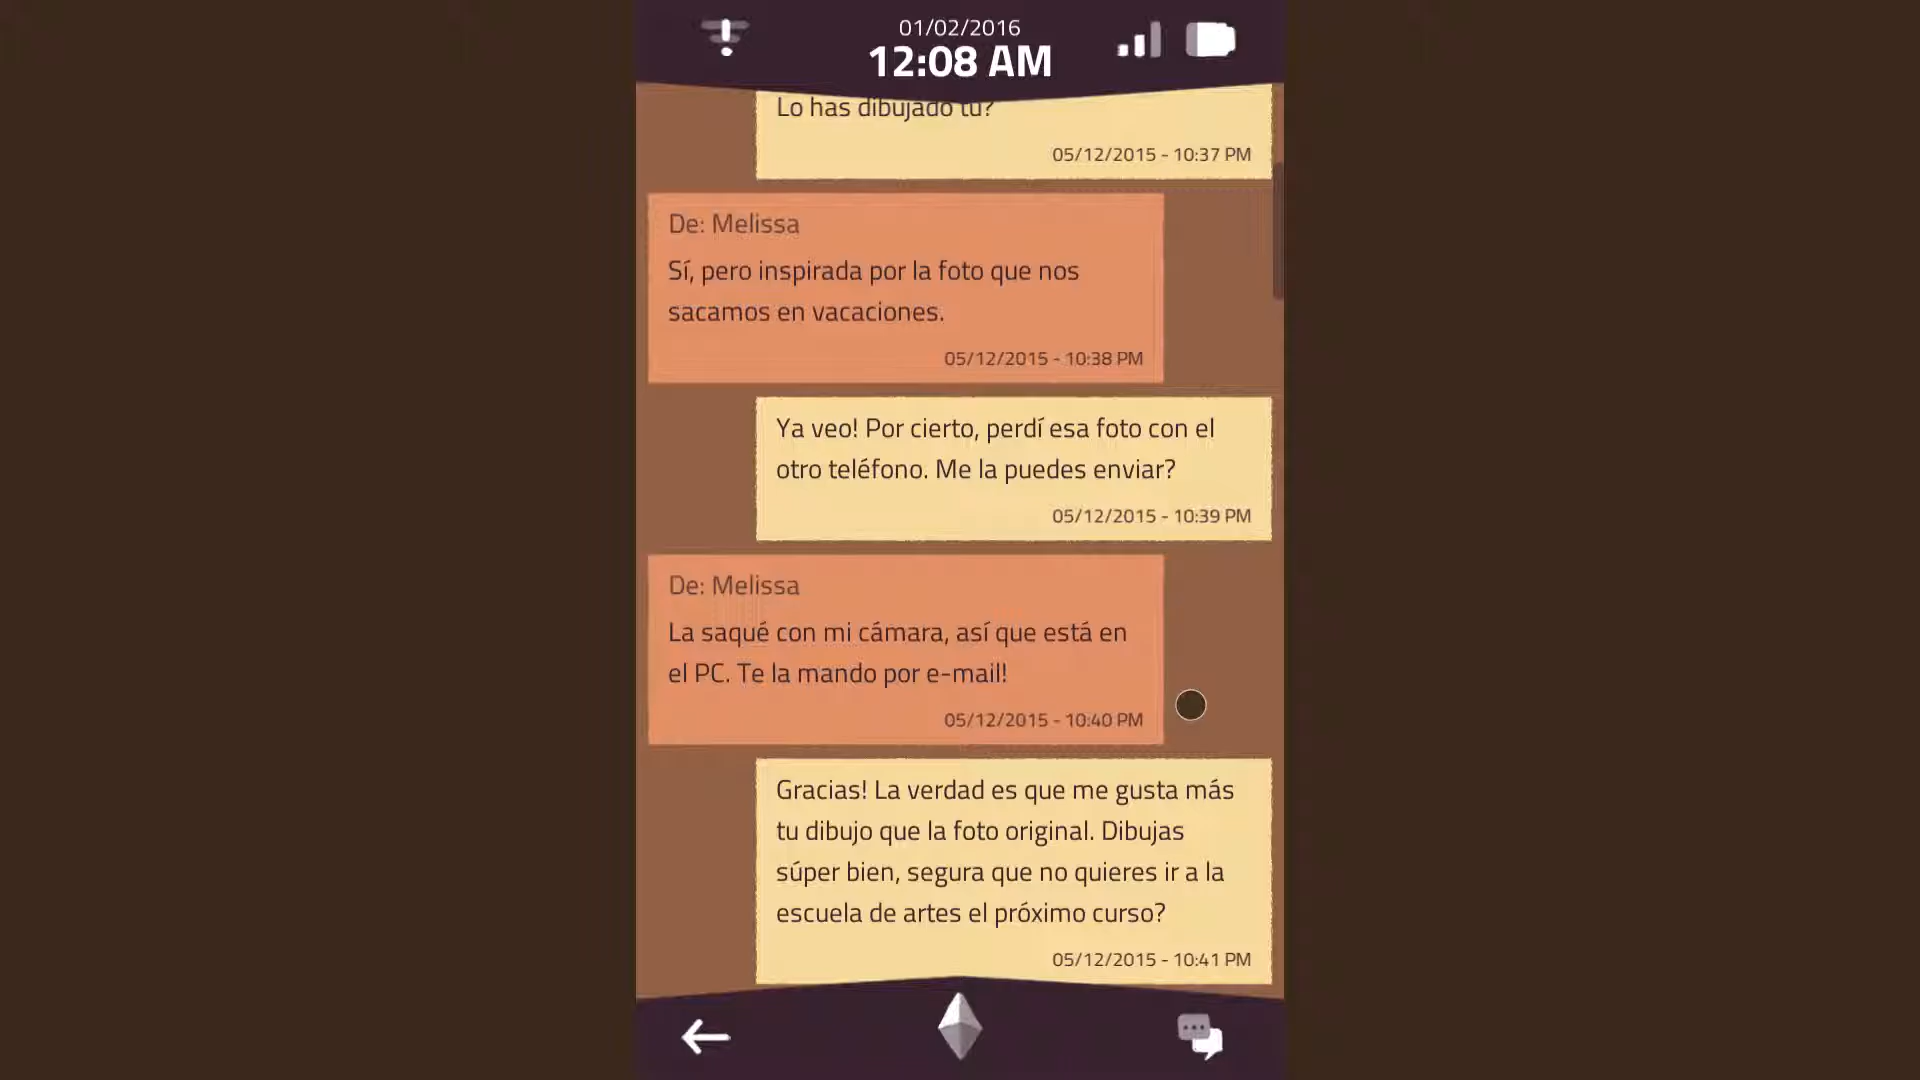 01/02/2016
12:08 AM
Lo has dibujado tú?
05/12/2015 - 10:37 PM
De: Melissa
Sí, pero inspirada por la foto que nos
sacamos en vacaciones.
05/12/2015 - 10:38 PM
Ya veo! Por cierto, perdí esa foto con el
otro teléfono. Me la puedes enviar?
05/12/2015 - 10:39 PM
De: Melissa
La saqué con mi cámara, así que está en
el PC. Te la mando por e-mail!
05/12/2015 - 10:40 PM
Gracias! La verdad es que me gusta más
tu dibujo que la foto original. Dibujas
súper bien, segura que no quieres ir a la
escuela de artes el próximo curso?
05/12/2015 - 10:41 PM